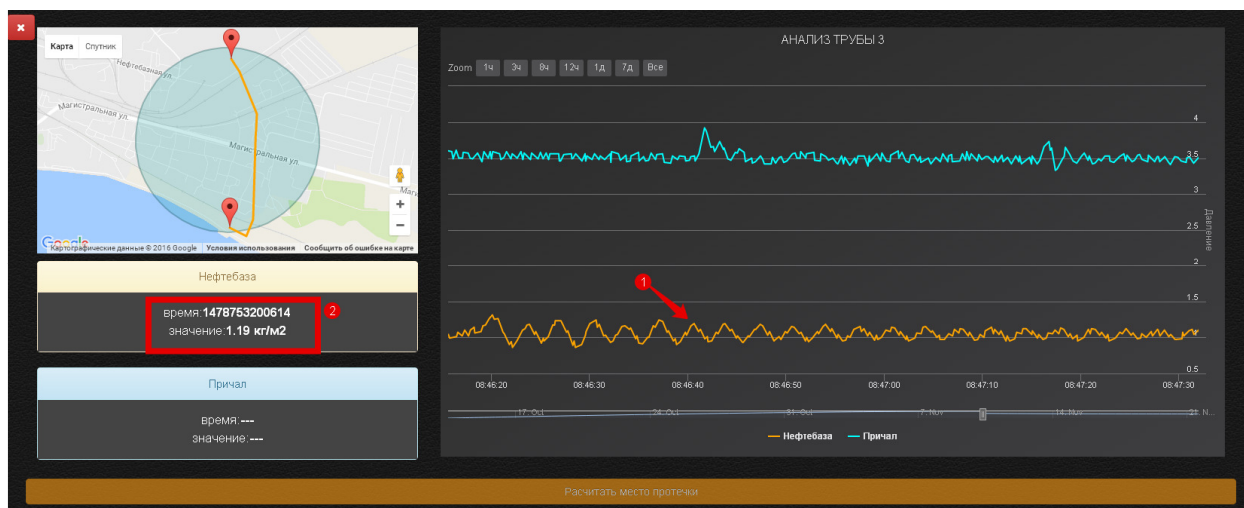 ×
Карта Спутник
Нефтебазная ул.
Магистральная ул.
Магистральная ул.
+
−
Google
Картографические данные © 2016 Google Условия использования Сообщить об ошибке на карте
Нефтебаза
время:1478753200614
значение:1.19 кг/м2
2
Причал
время:---
значение:---
АНАЛИЗ ТРУБЫ 3
Zoom 1ч 3ч 8ч 12ч 1д 7д Все
4
3.5
3
2.5
2
1.5
1
0.5
Давление
1
08:46:20 08:46:30 08:46:40 08:46:50 08:47:00 08:47:10 08:47:20 08:47:30
17. Oct 24. Oct 31. Oct 7. Nov 14. Nov 21. N...
Нефтебаза Причал
Расчитать место протечки